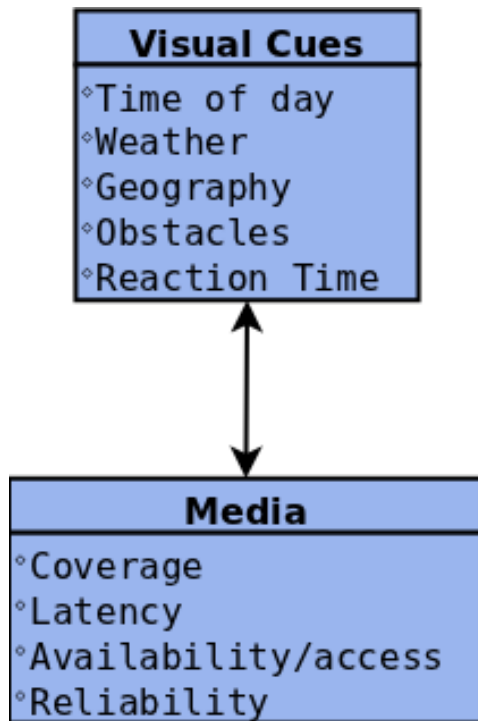 Visual Cues
⋄Time of day
⋄Weather
⋄Geography
⋄Obstacles
⋄Reaction Time
Media
⋄Coverage
⋄Latency
⋄Availability/access
⋄Reliability